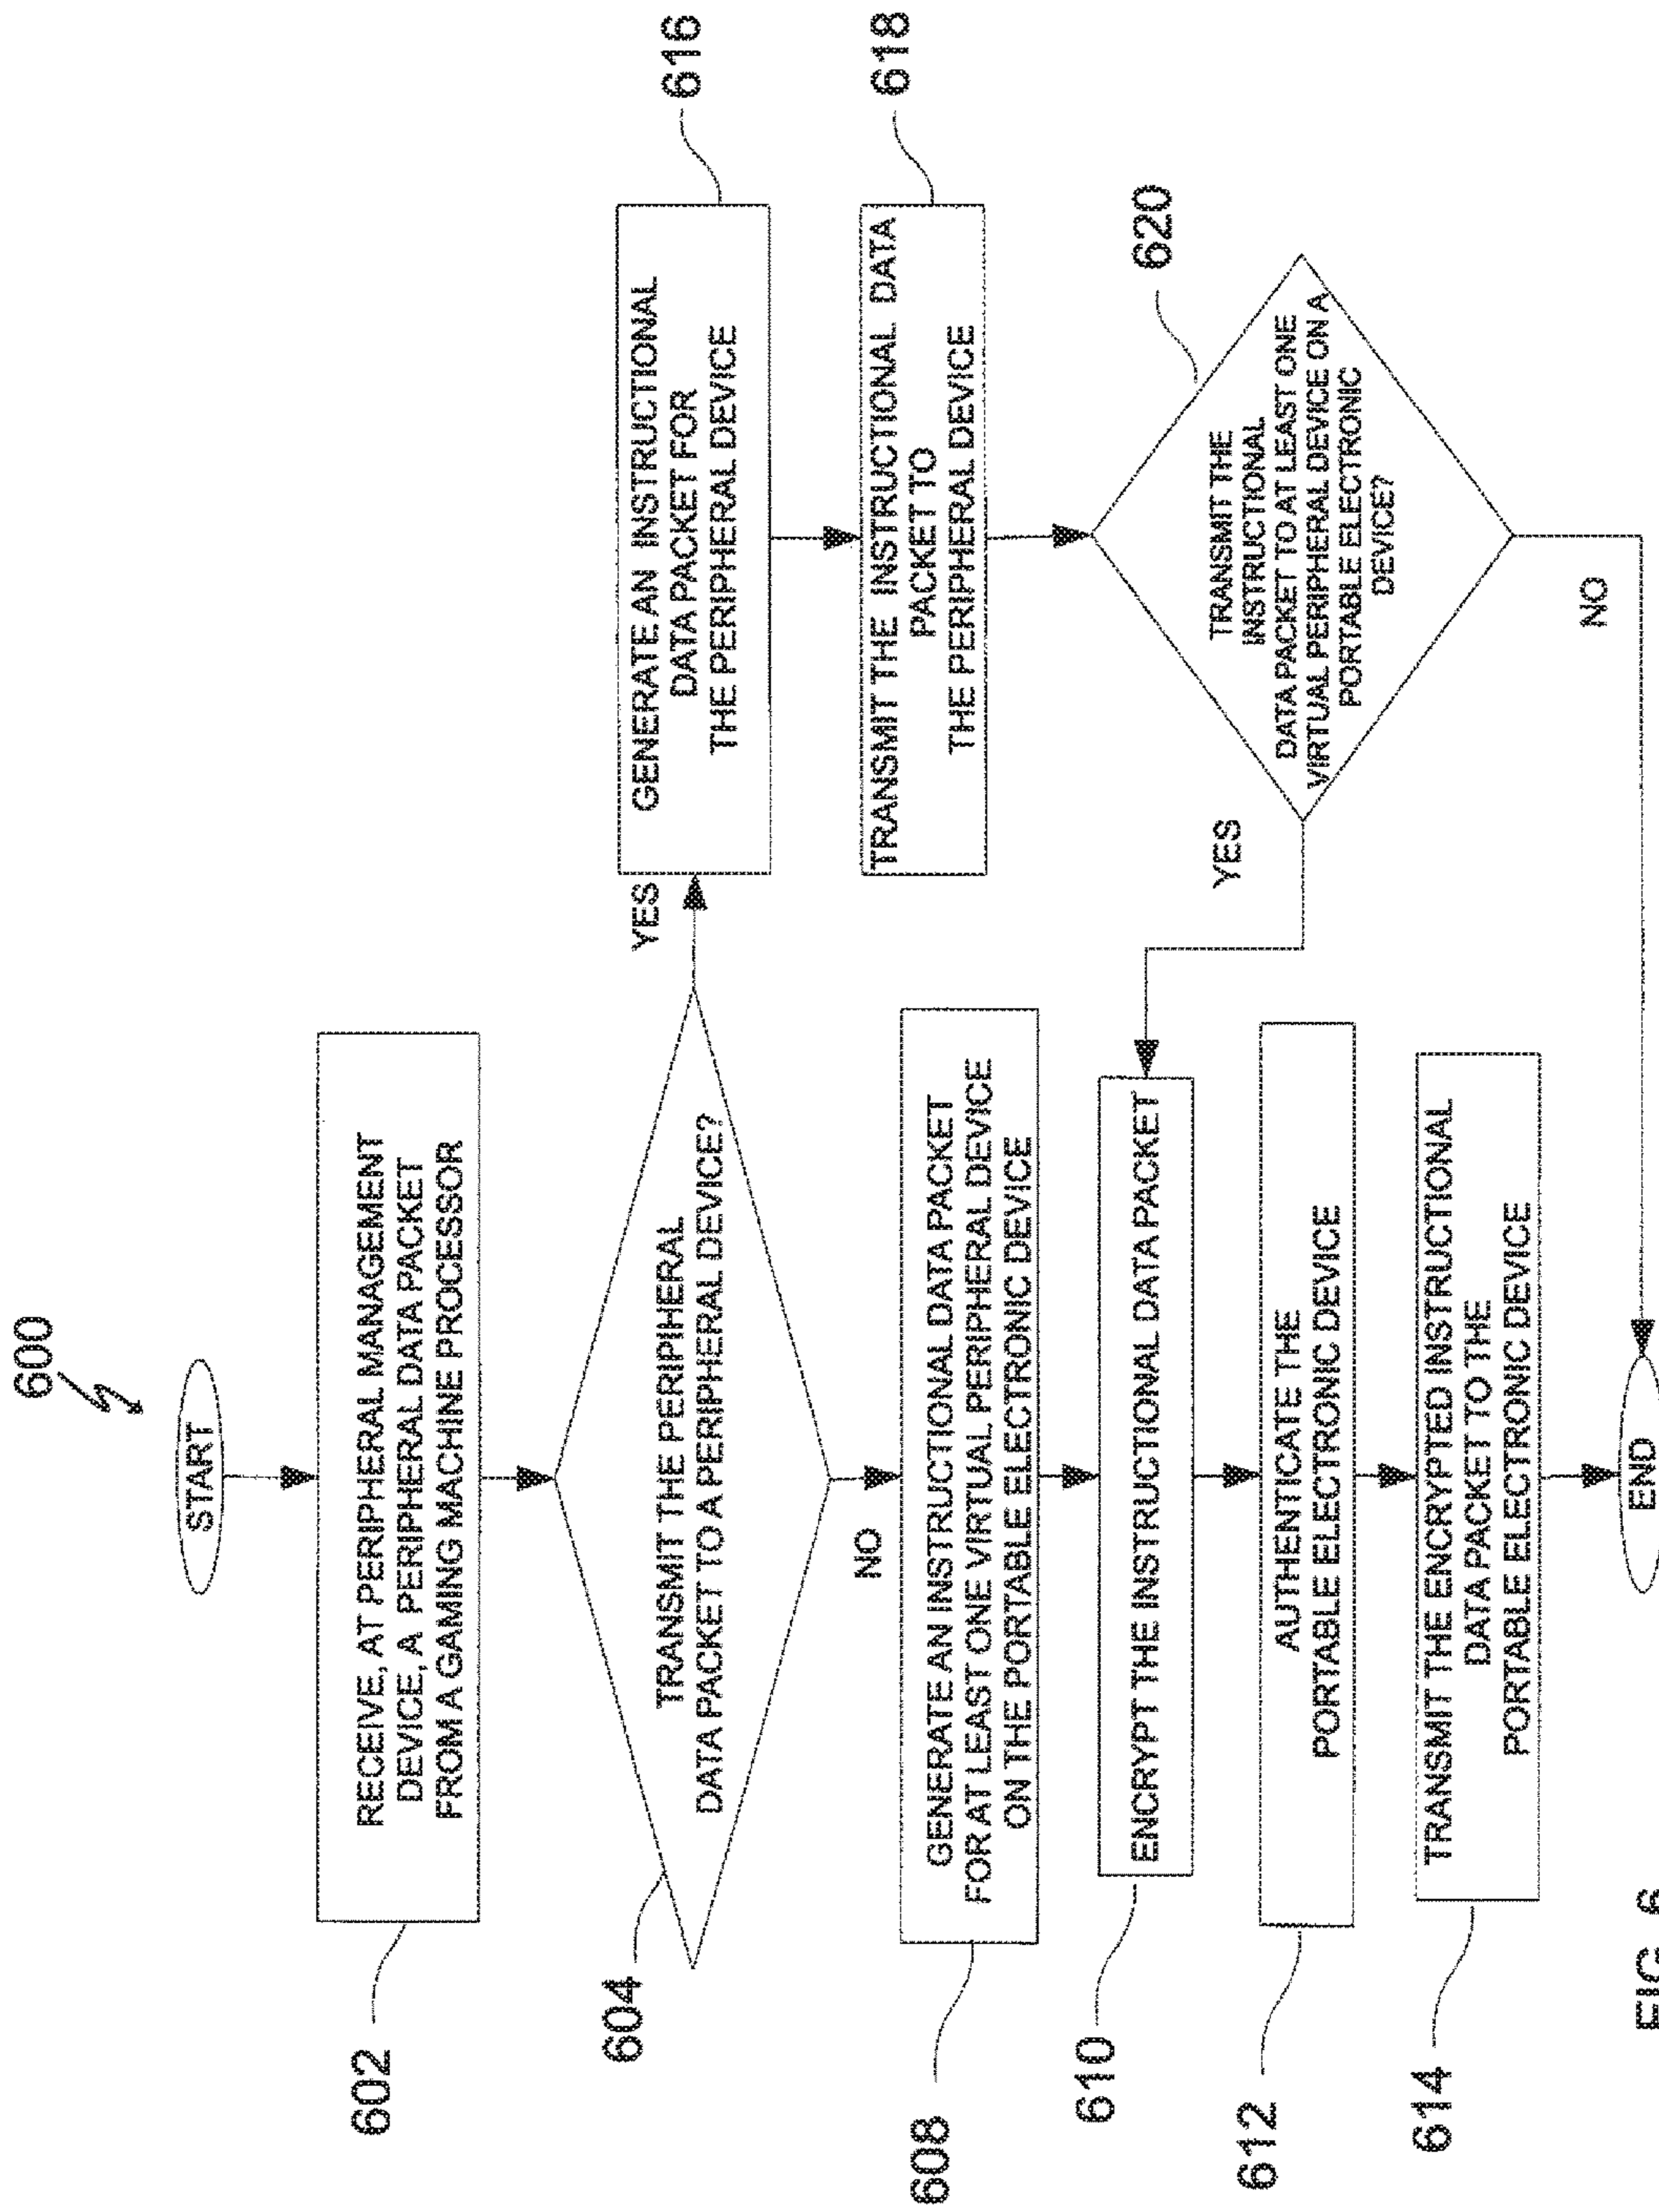 600
START
RECEIVE, AT PERIPHERAL MANAGEMENT
DEVICE, A PERIPHERAL DATA PACKET
FROM A GAMING MACHINE PROCESSOR
602
TRANSMIT THE PERIPHERAL
DATA PACKET TO A PERIPHERAL DEVICE?
604
YES
NO
GENERATE AN INSTRUCTIONAL
DATA PACKET FOR
THE PERIPHERAL DEVICE
616
TRANSMIT THE INSTRUCTIONAL DATA
PACKET TO
THE PERIPHERAL DEVICE
618
TRANSMIT THE
INSTRUCTIONAL
DATA PACKET TO AT LEAST ONE
VIRTUAL PERIPHERAL DEVICE ON A
PORTABLE ELECTRONIC
DEVICE?
620
YES
NO
GENERATE AN INSTRUCTIONAL DATA PACKET
FOR AT LEAST ONE VIRTUAL PERIPHERAL DEVICE
ON THE PORTABLE ELECTRONIC DEVICE
608
ENCRYPT THE INSTRUCTIONAL DATA PACKET
610
AUTHENTICATE THE
PORTABLE ELECTRONIC DEVICE
612
TRANSMIT THE ENCRYPTED INSTRUCTIONAL
DATA PACKET TO THE
PORTABLE ELECTRONIC DEVICE
614
END
FIG. 6